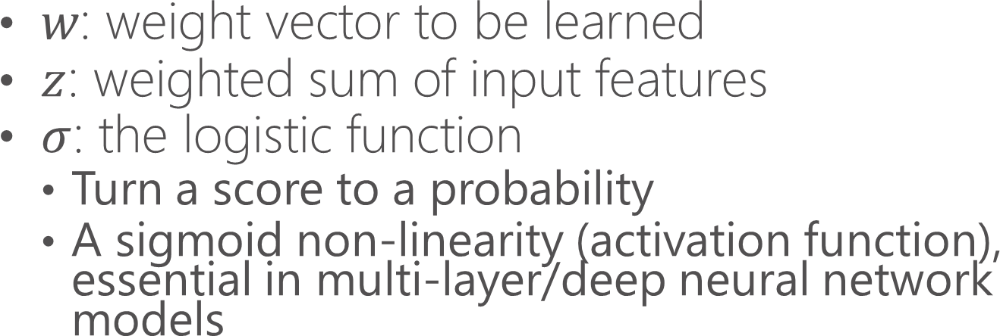 • w: weight vector to be learned
• z: weighted sum of input features
• σ: the logistic function
• Turn a score to a probability
• A sigmoid non-linearity (activation function),
essential in multi-layer/deep neural network
models